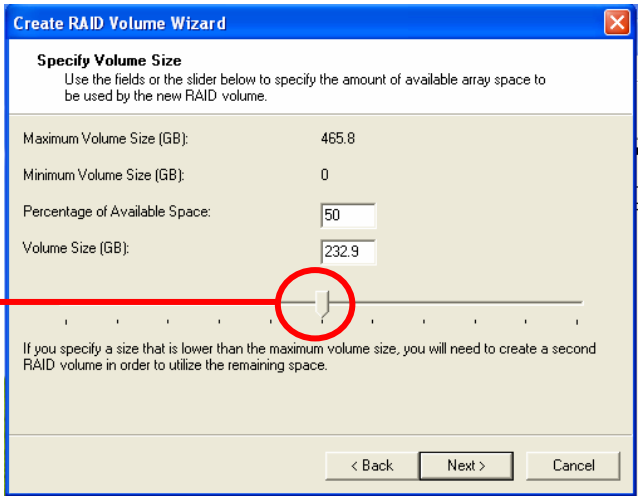 Create RAID Volume Wizard
Specify Volume Size
Use the fields or the slider below to specify the amount of available array space to
be used by the new RAID volume.
Maximum Volume Size (GB): 465.8
Minimum Volume Size (GB): 0
Percentage of Available Space: 50
Volume Size (GB): 232.9
If you specify a size that is lower than the maximum volume size, you will need to create a second
RAID volume in order to utilize the remaining space.
< Back Next > Cancel